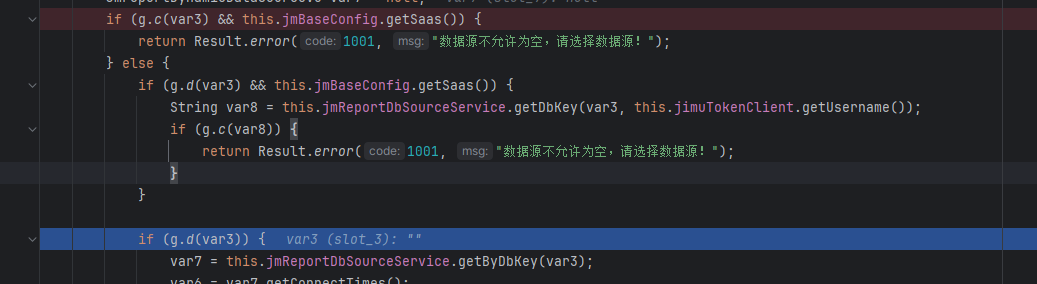 if (g.c(var3) && this.jmBaseConfig.getSaas()) {
return Result.error( code: 1001, msg: "数据源不允许为空，请选择数据源！");
} else {
if (g.d(var3) && this.jmBaseConfig.getSaas()) {
String var8 = this.jmReportDbSourceService.getDbKey(var3, this.jimuTokenClient.getUsername());
if (g.c(var8)) {
return Result.error( code: 1001, msg: "数据源不允许为空，请选择数据源！");
}
}
if (g.d(var3)) { var3 (slot_3): ""
var7 = this.jmReportDbSourceService.getByDbKey(var3);
var6 = var7.getConnectTimes();